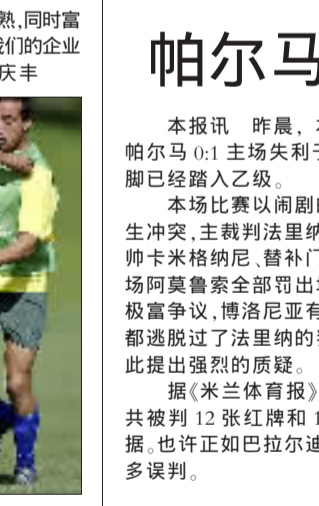 熟,同时富
我们的企业
庆丰
帕尔马
本报讯 昨晨,
帕尔马 0:1 主场失利
脚已经踏入乙级。
本场比赛以闹剧
生冲突,主裁判法里纳
帅卡米格纳尼、替补门
场阿莫鲁索全部罚出
极富争议,博洛尼亚有
都逃脱过了法里纳的
此提出强烈的质疑。
据《米兰体育报》
共被判 12 张红牌和 1
据。也许正如巴拉尔迪
多误判。